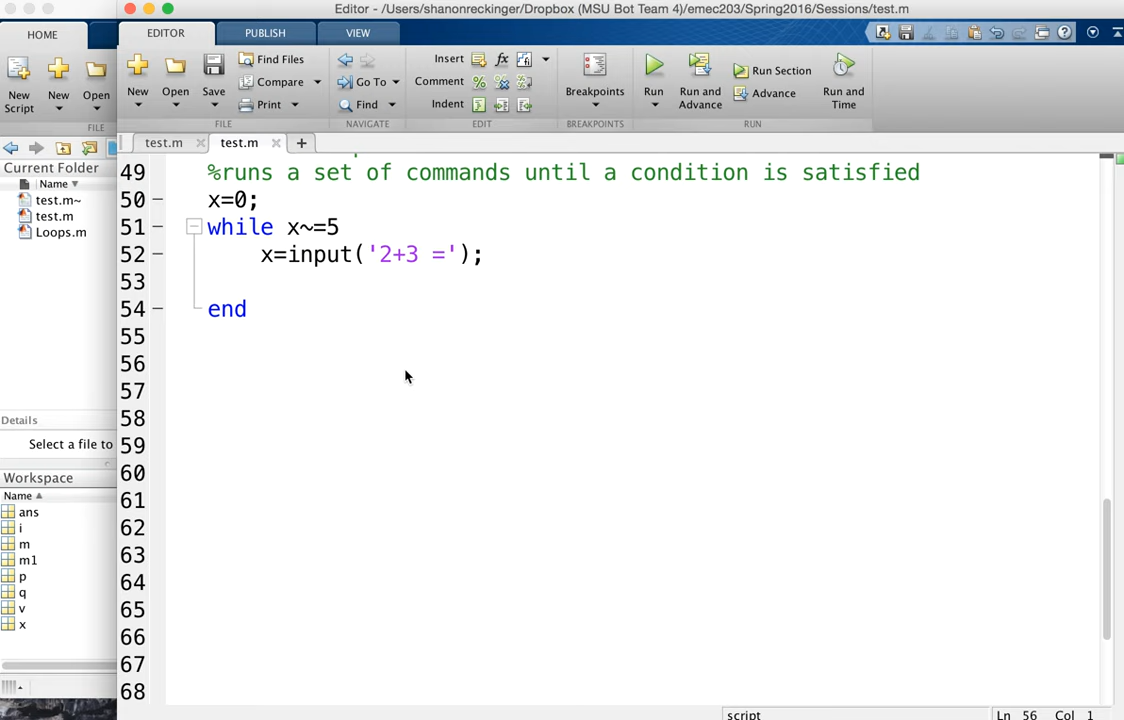 Editor - /Users/shanonreckinger/Dropbox (MSU Bot Team 4)/emec203/Spring2016/Sessions/test.m
HOME
EDITOR PUBLISH VIEW
New Script
New
Open
FILE
New
Open
Save
Find Files
Compare
Print
FILE
Go To
Find
NAVIGATE
Insert fx
Comment % %
Indent
EDIT
Breakpoints
BREAKPOINTS
Run
Run and Advance
Run Section
Advance
Run and Time
RUN
test.m test.m
Current Folder
Name
test.m~
test.m
Loops.m
Details
Select a file to
Workspace
Name
ans
i
m
m1
p
q
v
x
49 %runs a set of commands until a condition is satisfied
50 x=0;
51 while x~=5
52 x=input('2+3 =');
53
54 end
55
56
57
58
59
60
61
62
63
64
65
66
67
68
script Ln 56 Col 1